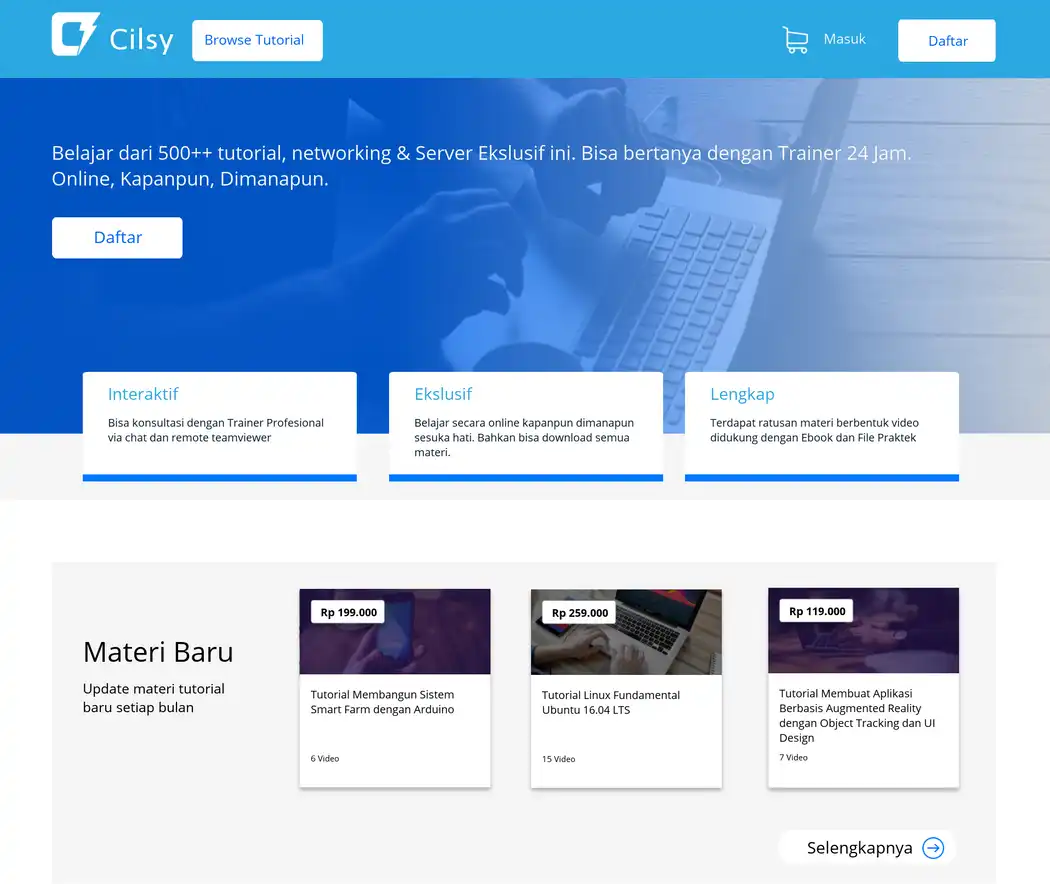 Cilsy
Browse Tutorial
Masuk
Daftar
Belajar dari 500++ tutorial, networking & Server Ekslusif ini. Bisa bertanya dengan Trainer 24 Jam.
Online, Kapanpun, Dimanapun.
Daftar
Interaktif
Bisa konsultasi dengan Trainer Profesional
via chat dan remote teamviewer
Ekslusif
Belajar secara online kapanpun dimanapun
sesuka hati. Bahkan bisa download semua
materi.
Lengkap
Terdapat ratusan materi berbentuk video
didukung dengan Ebook dan File Praktek
Materi Baru
Update materi tutorial
baru setiap bulan
Rp 199.000
Tutorial Membangun Sistem
Smart Farm dengan Arduino
6 Video
Rp 259.000
Tutorial Linux Fundamental
Ubuntu 16.04 LTS
15 Video
Rp 119.000
Tutorial Membuat Aplikasi
Berbasis Augmented Reality
dengan Object Tracking dan UI
Design
7 Video
Selengkapnya